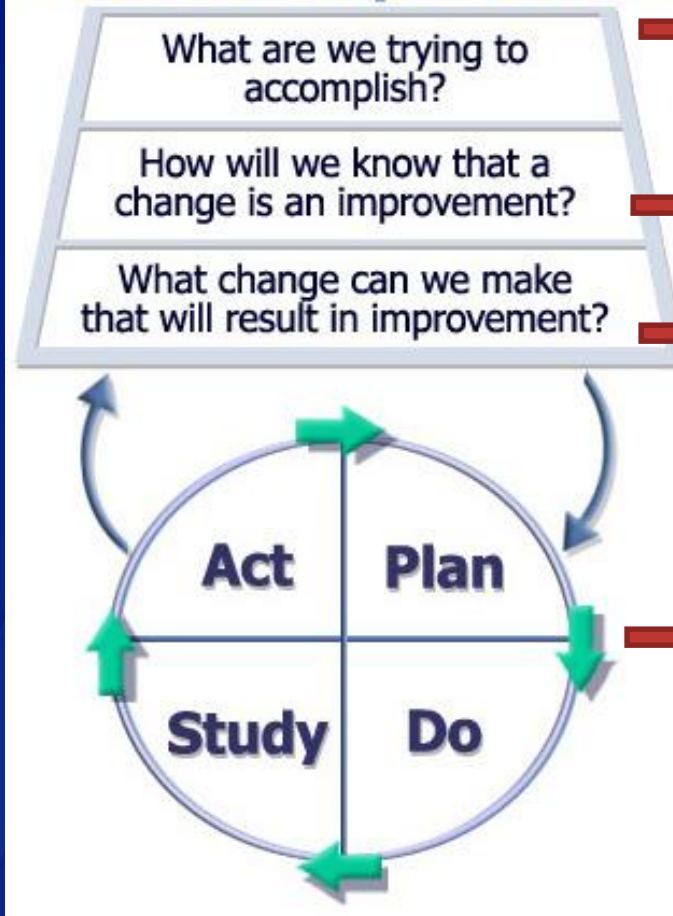 What are we trying to
accomplish?
How will we know that a
change is an improvement?
What change can we make
that will result in improvement?
Act
Plan
Study
Do